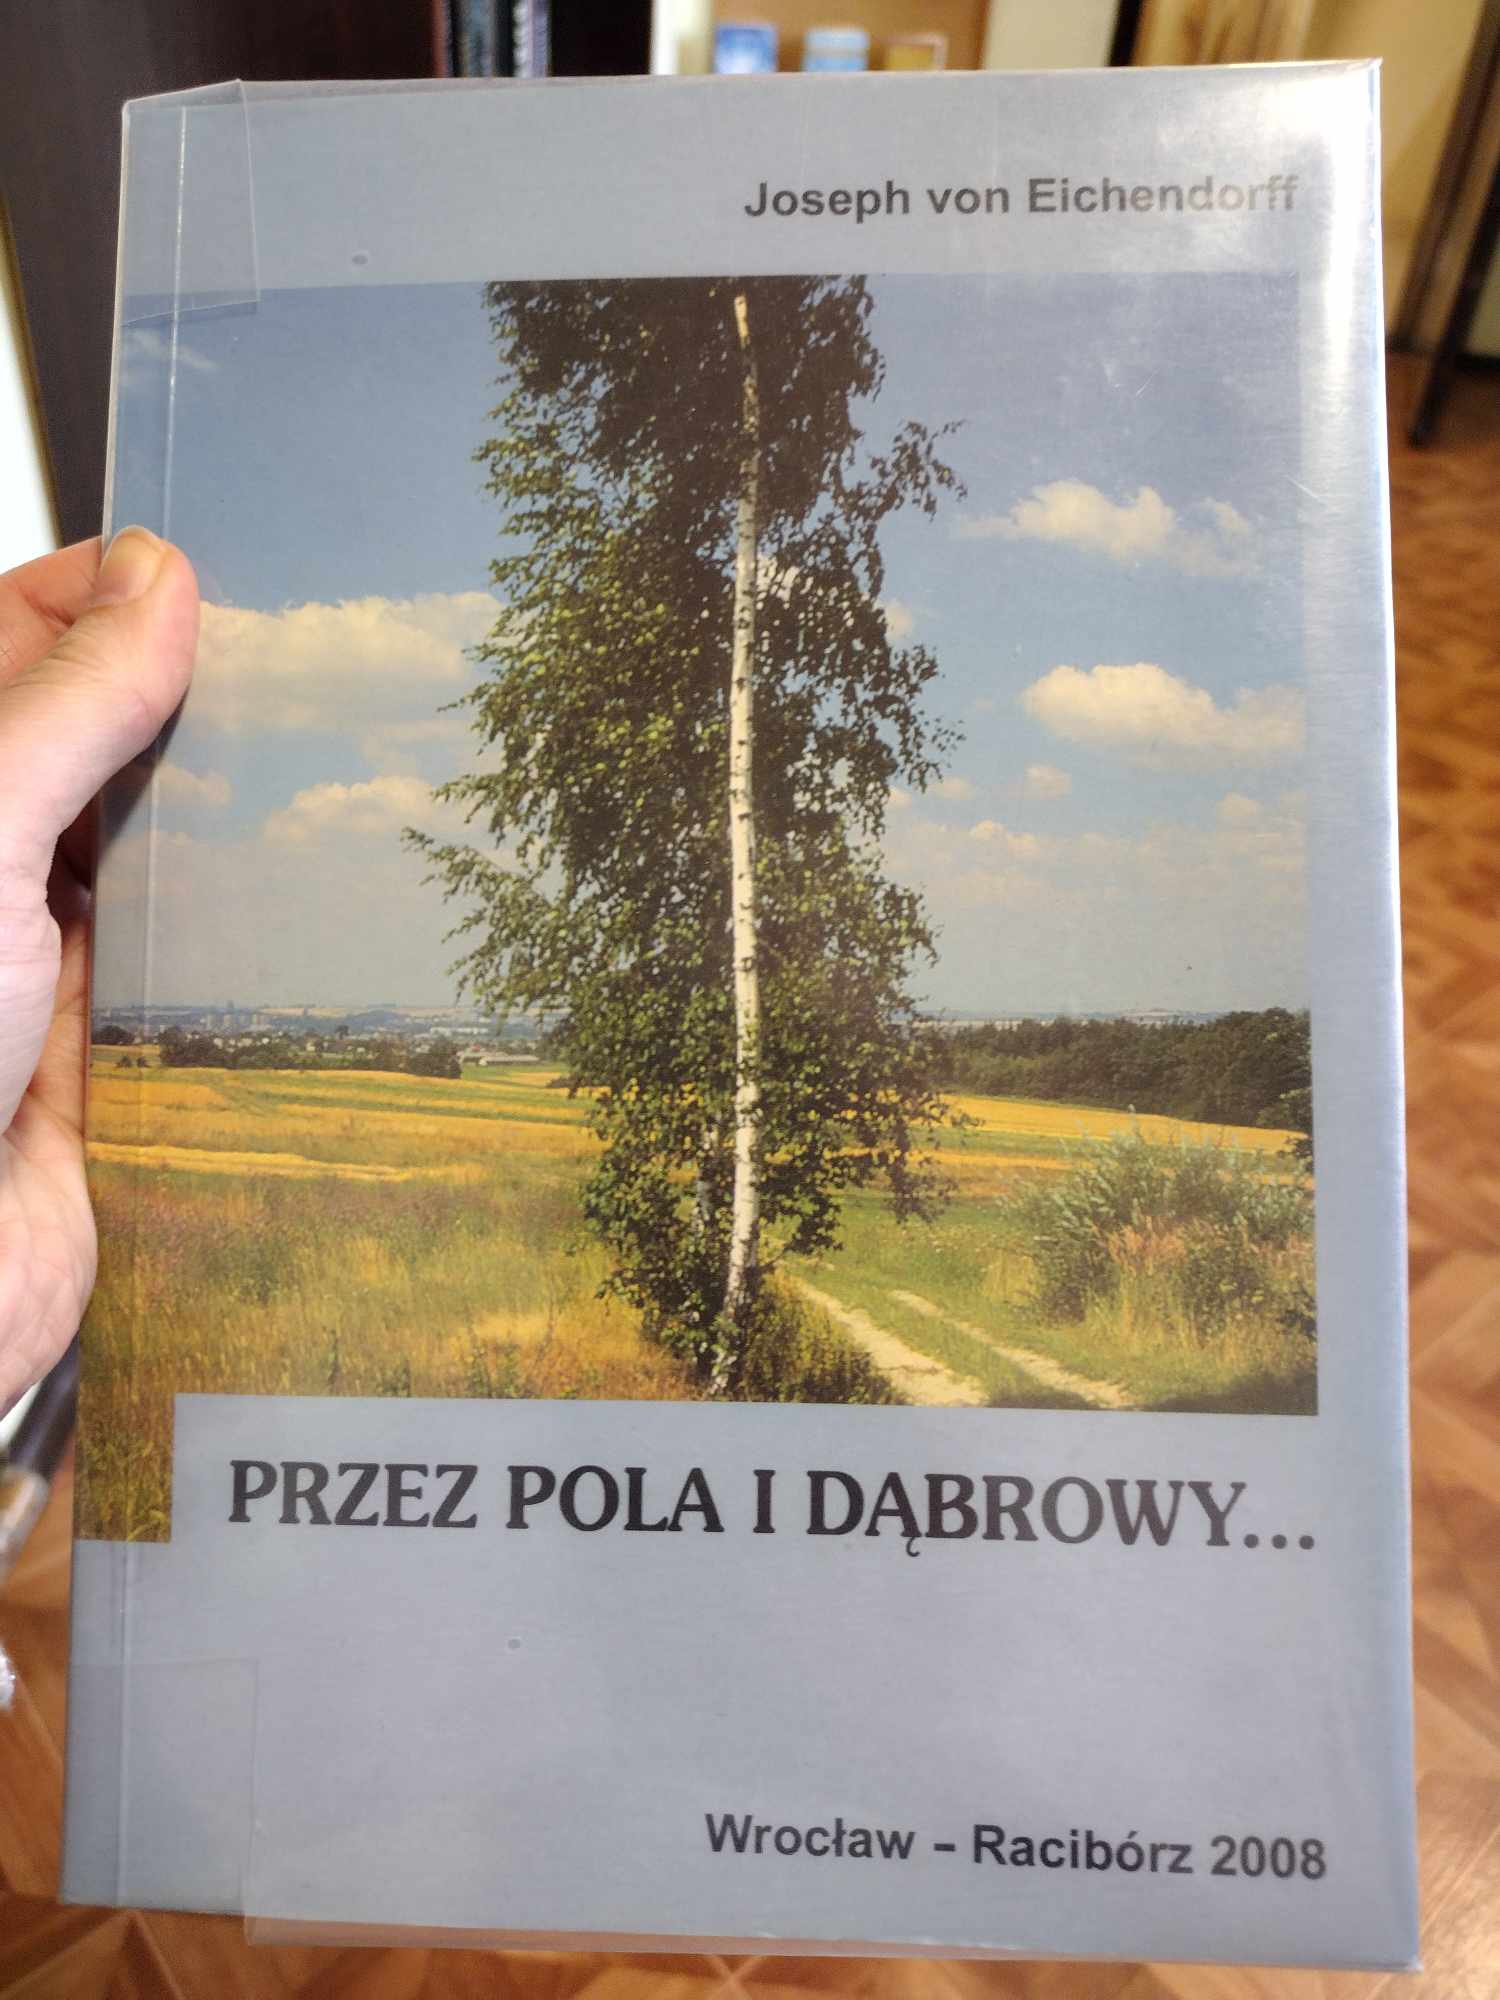 Joseph von Eichendorff
PRZEZ POLA I DĄBROWY...
Wrocław - Racibórz 2008